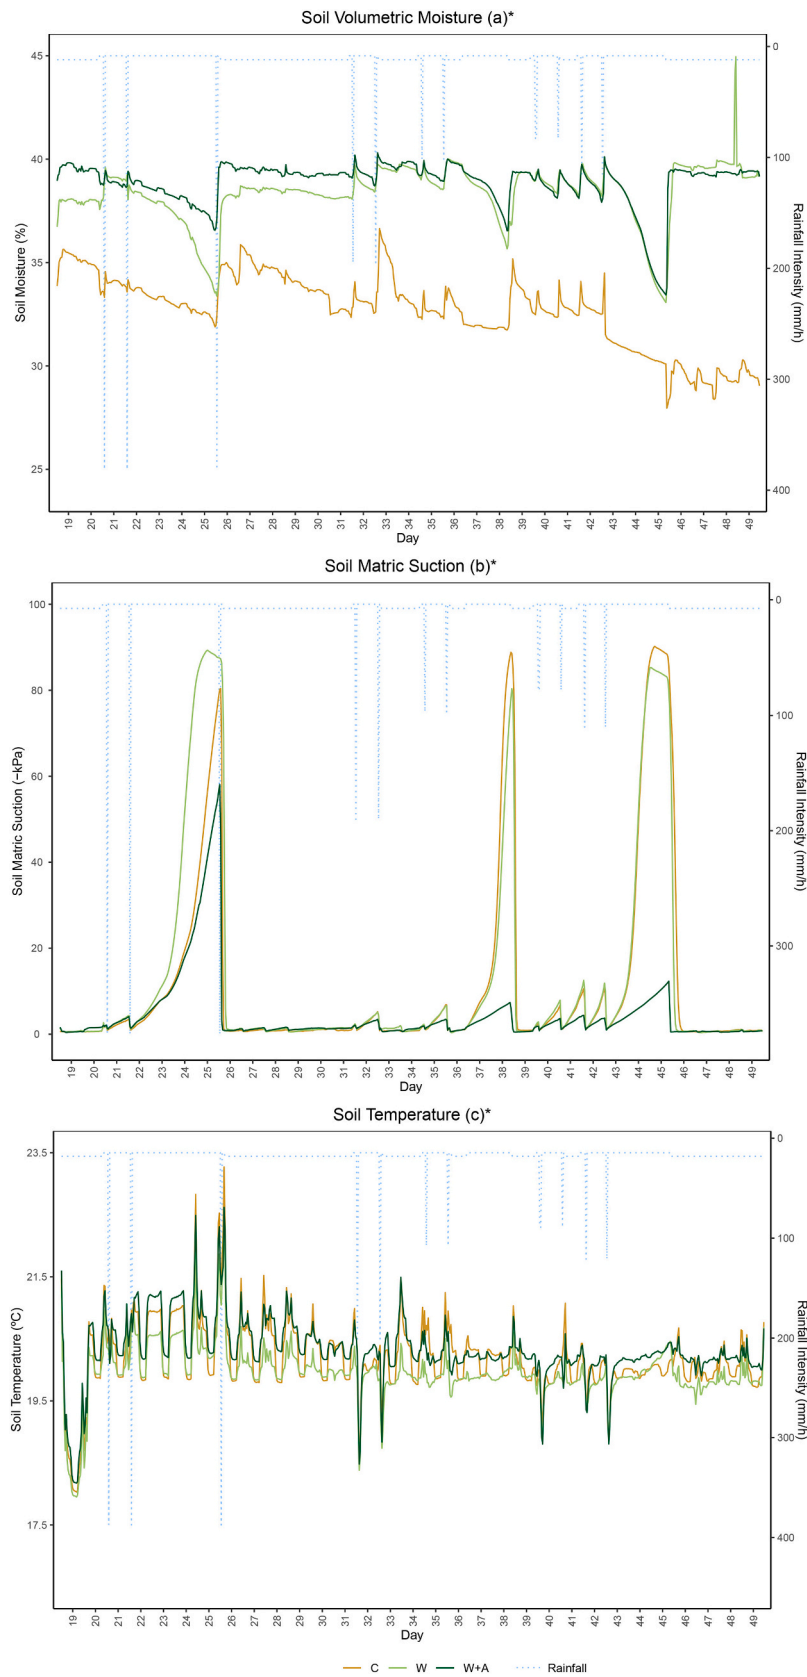 Soil Volumetric Moisture (a)*
45
40
35
30
25
Soil Moisture (%)
0
100
200
300
400
Rainfall Intensity (mm/h)
19 20 21 22 23 24 25 26 27 28 29 30 31 32 33 34 35 36 37 38 39 40 41 42 43 44 45 46 47 48 49
Day
Soil Matric Suction (b)*
100
80
60
40
20
0
Soil Matric Suction (−kPa)
0
100
200
300
Rainfall Intensity (mm/h)
19 20 21 22 23 24 25 26 27 28 29 30 31 32 33 34 35 36 37 38 39 40 41 42 43 44 45 46 47 48 49
Day
Soil Temperature (c)*
23.5
21.5
19.5
17.5
Soil Temperature (ºC)
0
100
200
300
400
Rainfall Intensity (mm/h)
19 20 21 22 23 24 25 26 27 28 29 30 31 32 33 34 35 36 37 38 39 40 41 42 43 44 45 46 47 48 49
Day
C W W+A Rainfall